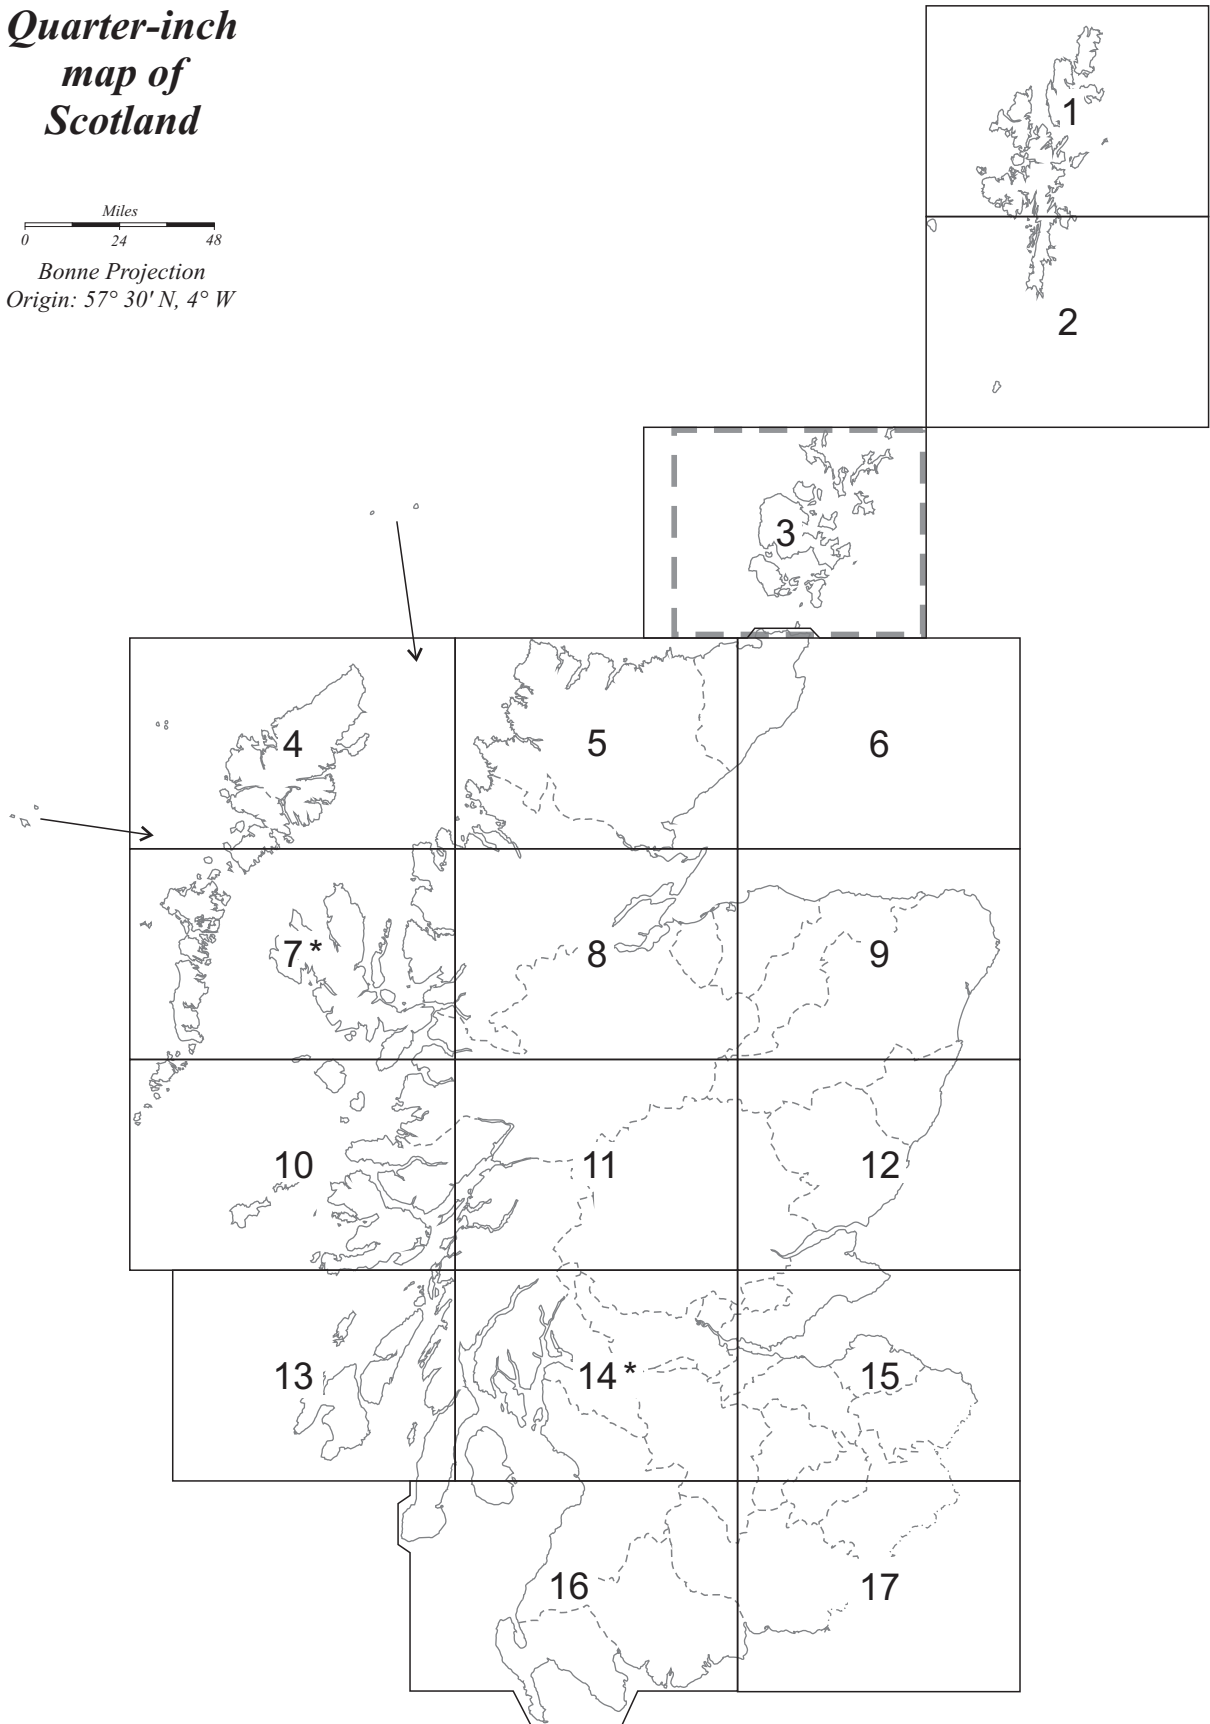 Quarter-inch
map of
Scotland
Miles
0 24 48
Bonne Projection
Origin: 57° 30' N, 4° W
1
2
3
4 5 6
7* 8 9
10 11 12
13 14* 15
16 17